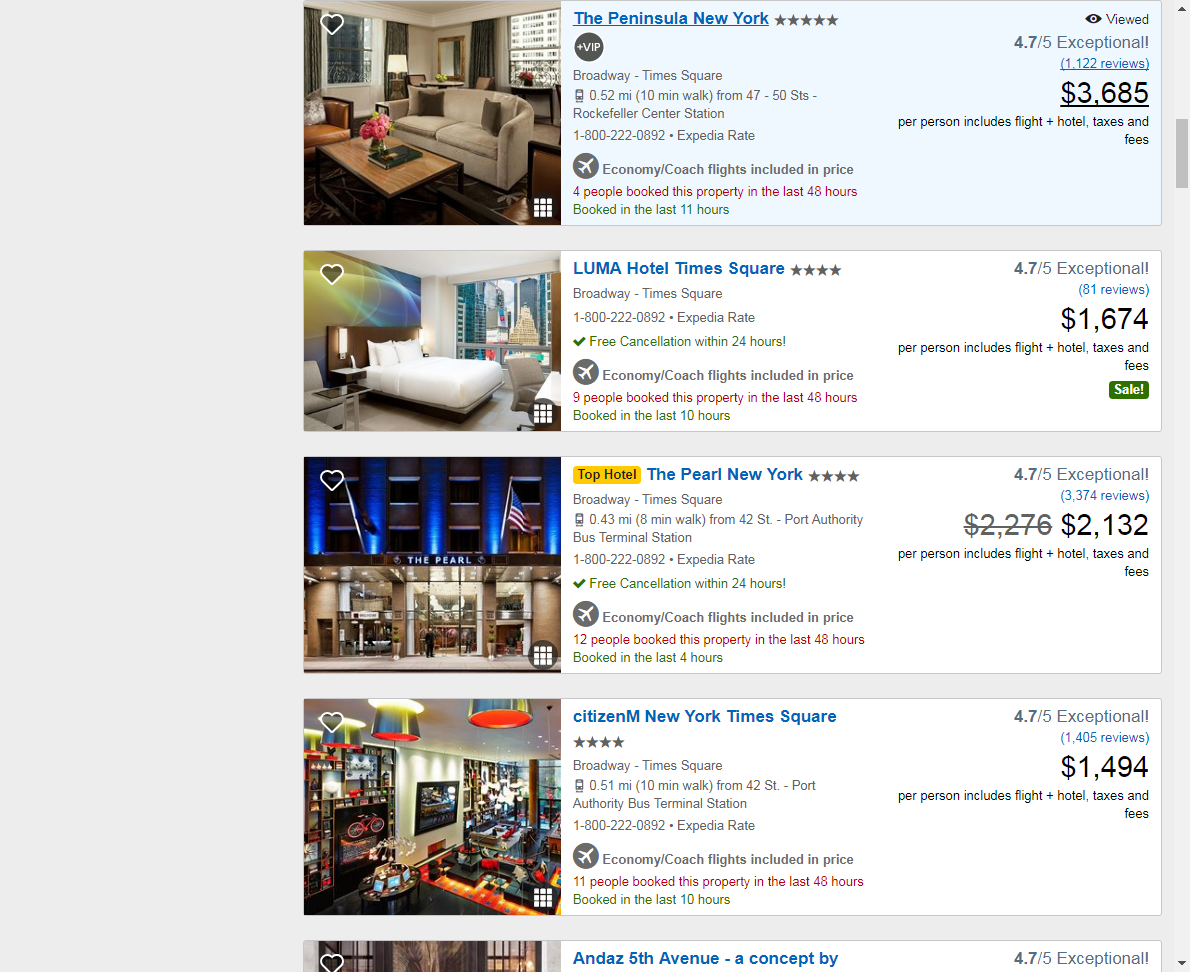 The Peninsula New York
Viewed
+VIP
4.7/5 Exceptional!
(1,122 reviews)
$3,685
per person includes flight + hotel, taxes and
fees
Broadway - Times Square
0.52 mi (10 min walk) from 47 - 50 Sts -
Rockefeller Center Station
1-800-222-0892 • Expedia Rate
Economy/Coach flights included in price
4 people booked this property in the last 48 hours
Booked in the last 11 hours
LUMA Hotel Times Square
4.7/5 Exceptional!
(81 reviews)
$1,674
per person includes flight + hotel, taxes and
fees
Sale!
Broadway - Times Square
1-800-222-0892 • Expedia Rate
Free Cancellation within 24 hours!
Economy/Coach flights included in price
9 people booked this property in the last 48 hours
Booked in the last 10 hours
THE PEARL
Top Hotel The Pearl New York
4.7/5 Exceptional!
(3,374 reviews)
$2,276 $2,132
per person includes flight + hotel, taxes and
fees
Broadway - Times Square
0.43 mi (8 min walk) from 42 St. - Port Authority
Bus Terminal Station
1-800-222-0892 • Expedia Rate
Free Cancellation within 24 hours!
Economy/Coach flights included in price
12 people booked this property in the last 48 hours
Booked in the last 4 hours
citizenM New York Times Square
4.7/5 Exceptional!
(1,405 reviews)
$1,494
per person includes flight + hotel, taxes and
fees
Broadway - Times Square
0.51 mi (10 min walk) from 42 St. - Port
Authority Bus Terminal Station
1-800-222-0892 • Expedia Rate
Economy/Coach flights included in price
11 people booked this property in the last 48 hours
Booked in the last 10 hours
Andaz 5th Avenue - a concept by
4.7/5 Exceptional!